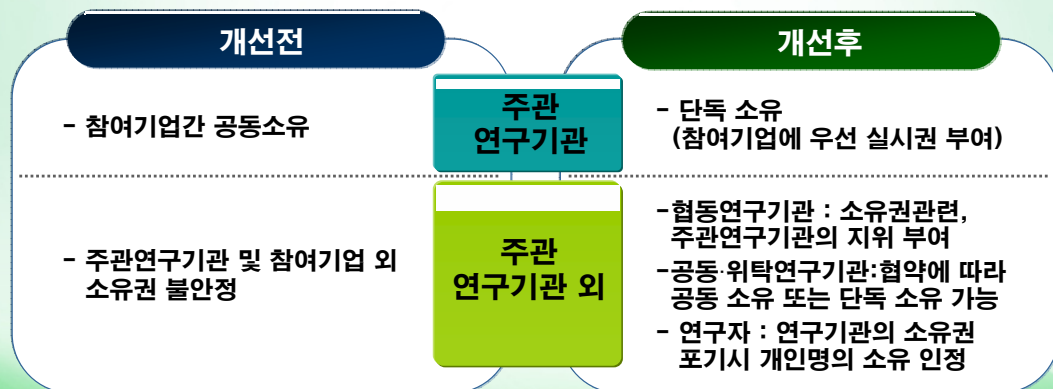 개선전
개선후
- 참여기업간 공동소유
주관
연구기관
- 단독 소유
(참여기업에 우선 실시권 부여)
- 주관연구기관 및 참여기업 외
소유권 불안정
주관
연구기관 외
-협동연구기관 : 소유권관련,
주관연구기관의 지위 부여
-공동·위탁연구기관:협약에 따라
공동 소유 또는 단독 소유 가능
- 연구자 : 연구기관의 소유권
포기시 개인명의 소유 인정